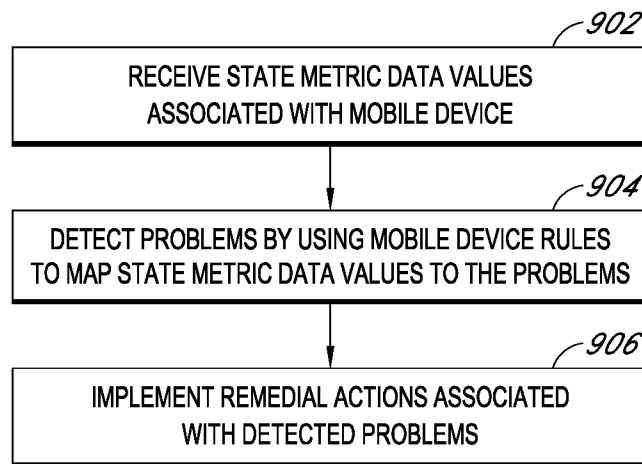 902
RECEIVE STATE METRIC DATA VALUES
ASSOCIATED WITH MOBILE DEVICE
904
DETECT PROBLEMS BY USING MOBILE DEVICE RULES
TO MAP STATE METRIC DATA VALUES TO THE PROBLEMS
906
IMPLEMENT REMEDIAL ACTIONS ASSOCIATED
WITH DETECTED PROBLEMS